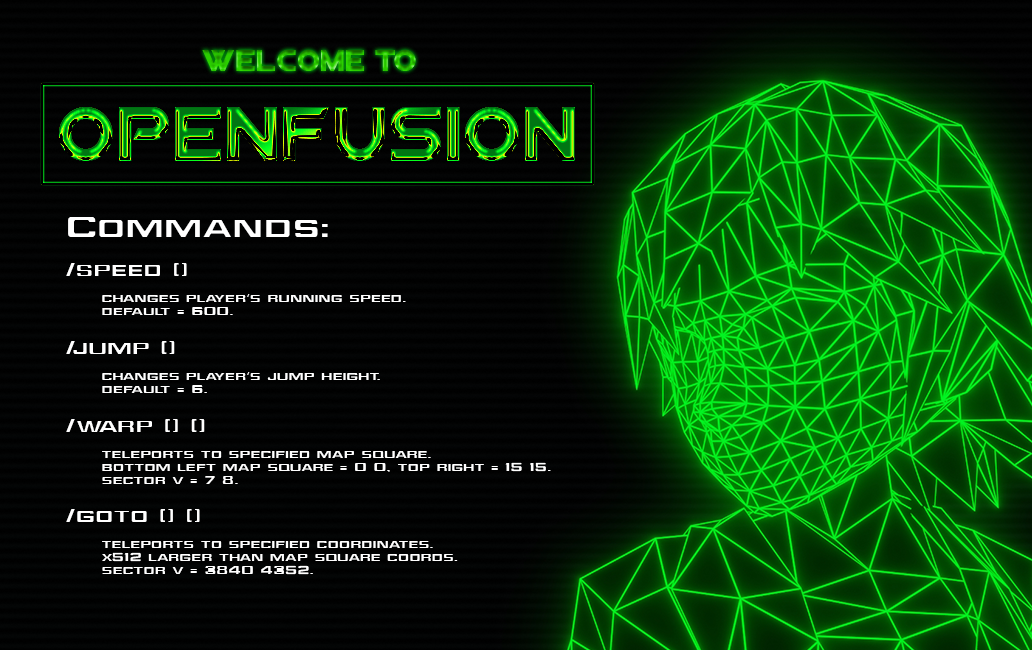 WELCOME TO
OPENFUSION
COMMANDS:
/SPEED []
CHANGES PLAYER'S RUNNING SPEED.
DEFAULT = 600.
/JUMP []
CHANGES PLAYER'S JUMP HEIGHT.
DEFAULT = 6.
/WARP [] []
TELEPORTS TO SPECIFIED MAP SQUARE.
BOTTOM LEFT MAP SQUARE = 0 0, TOP RIGHT = 15 15.
SECTOR V = 7 8.
/GOTO [] []
TELEPORTS TO SPECIFIED COORDINATES.
X512 LARGER THAN MAP SQUARE COORDS.
SECTOR V = 3840 4352.